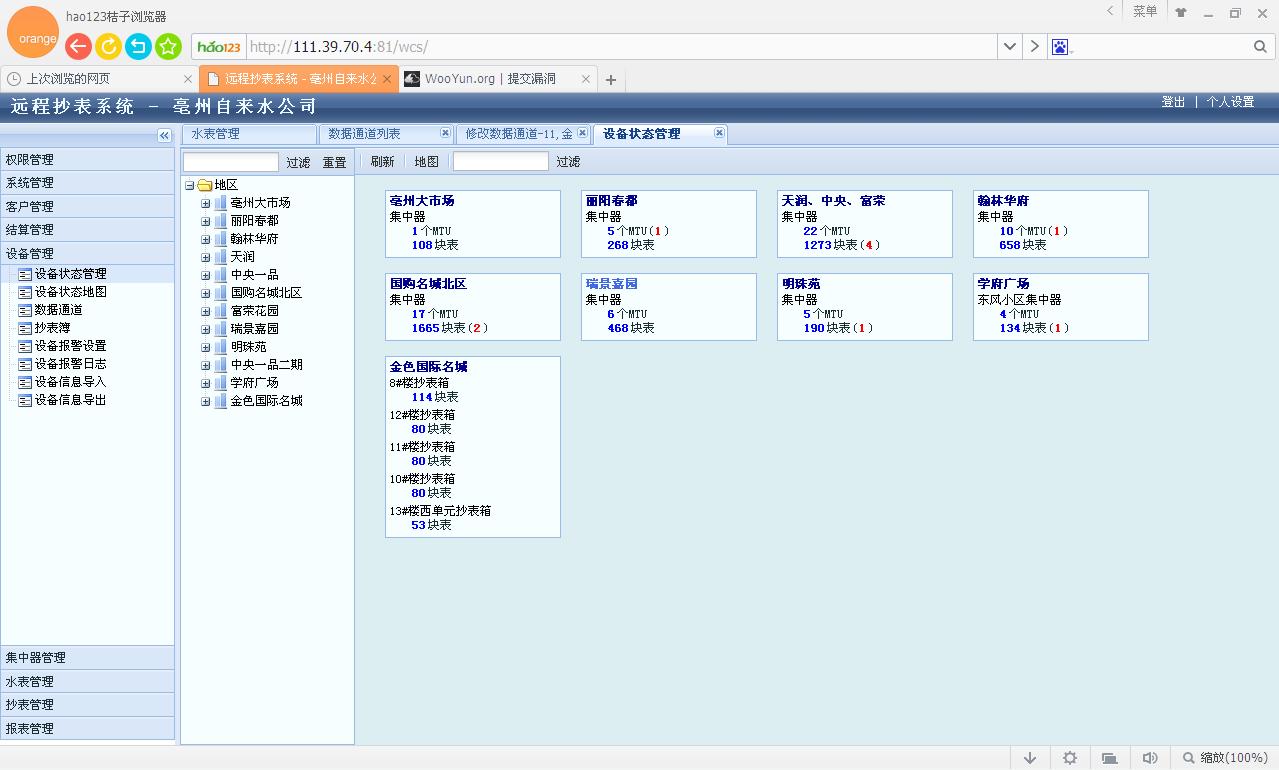 hao123桔子浏览器
菜单
orange
hao123
http://111.39.70.4:81/wcs/
上次浏览的网页
远程抄表系统 - 亳州自来水公
WooYun.org | 提交漏洞
远程抄表系统 - 亳州自来水公司
登出 | 个人设置
水表管理
数据通道列表
修改数据通道-11, 金
设备状态管理
权限管理
系统管理
客户管理
结算管理
设备管理
设备状态管理
设备状态地图
数据通道
抄表簿
设备报警设置
设备报警日志
设备信息导入
设备信息导出
集中器管理
水表管理
抄表管理
报表管理
过滤 重置
地区
亳州大市场
丽阳春都
翰林华府
天润
中央一品
国购名城北区
富荣花园
瑞景嘉园
明珠苑
中央一品二期
学府广场
金色国际名城
刷新 地图 过滤
亳州大市场
集中器
1个MTU
108块表
丽阳春都
集中器
5个MTU(1)
268块表
天润、中央、富荣
集中器
22个MTU
1273块表(4)
翰林华府
集中器
10个MTU(1)
658块表
国购名城北区
集中器
17个MTU
1665块表(2)
瑞景嘉园
集中器
6个MTU
468块表
明珠苑
集中器
5个MTU
190块表(1)
学府广场
东风小区集中器
4个MTU
134块表(1)
金色国际名城
8#楼抄表箱
114块表
12#楼抄表箱
80块表
11#楼抄表箱
80块表
10#楼抄表箱
80块表
13#楼西单元抄表箱
53块表
缩放(100%)